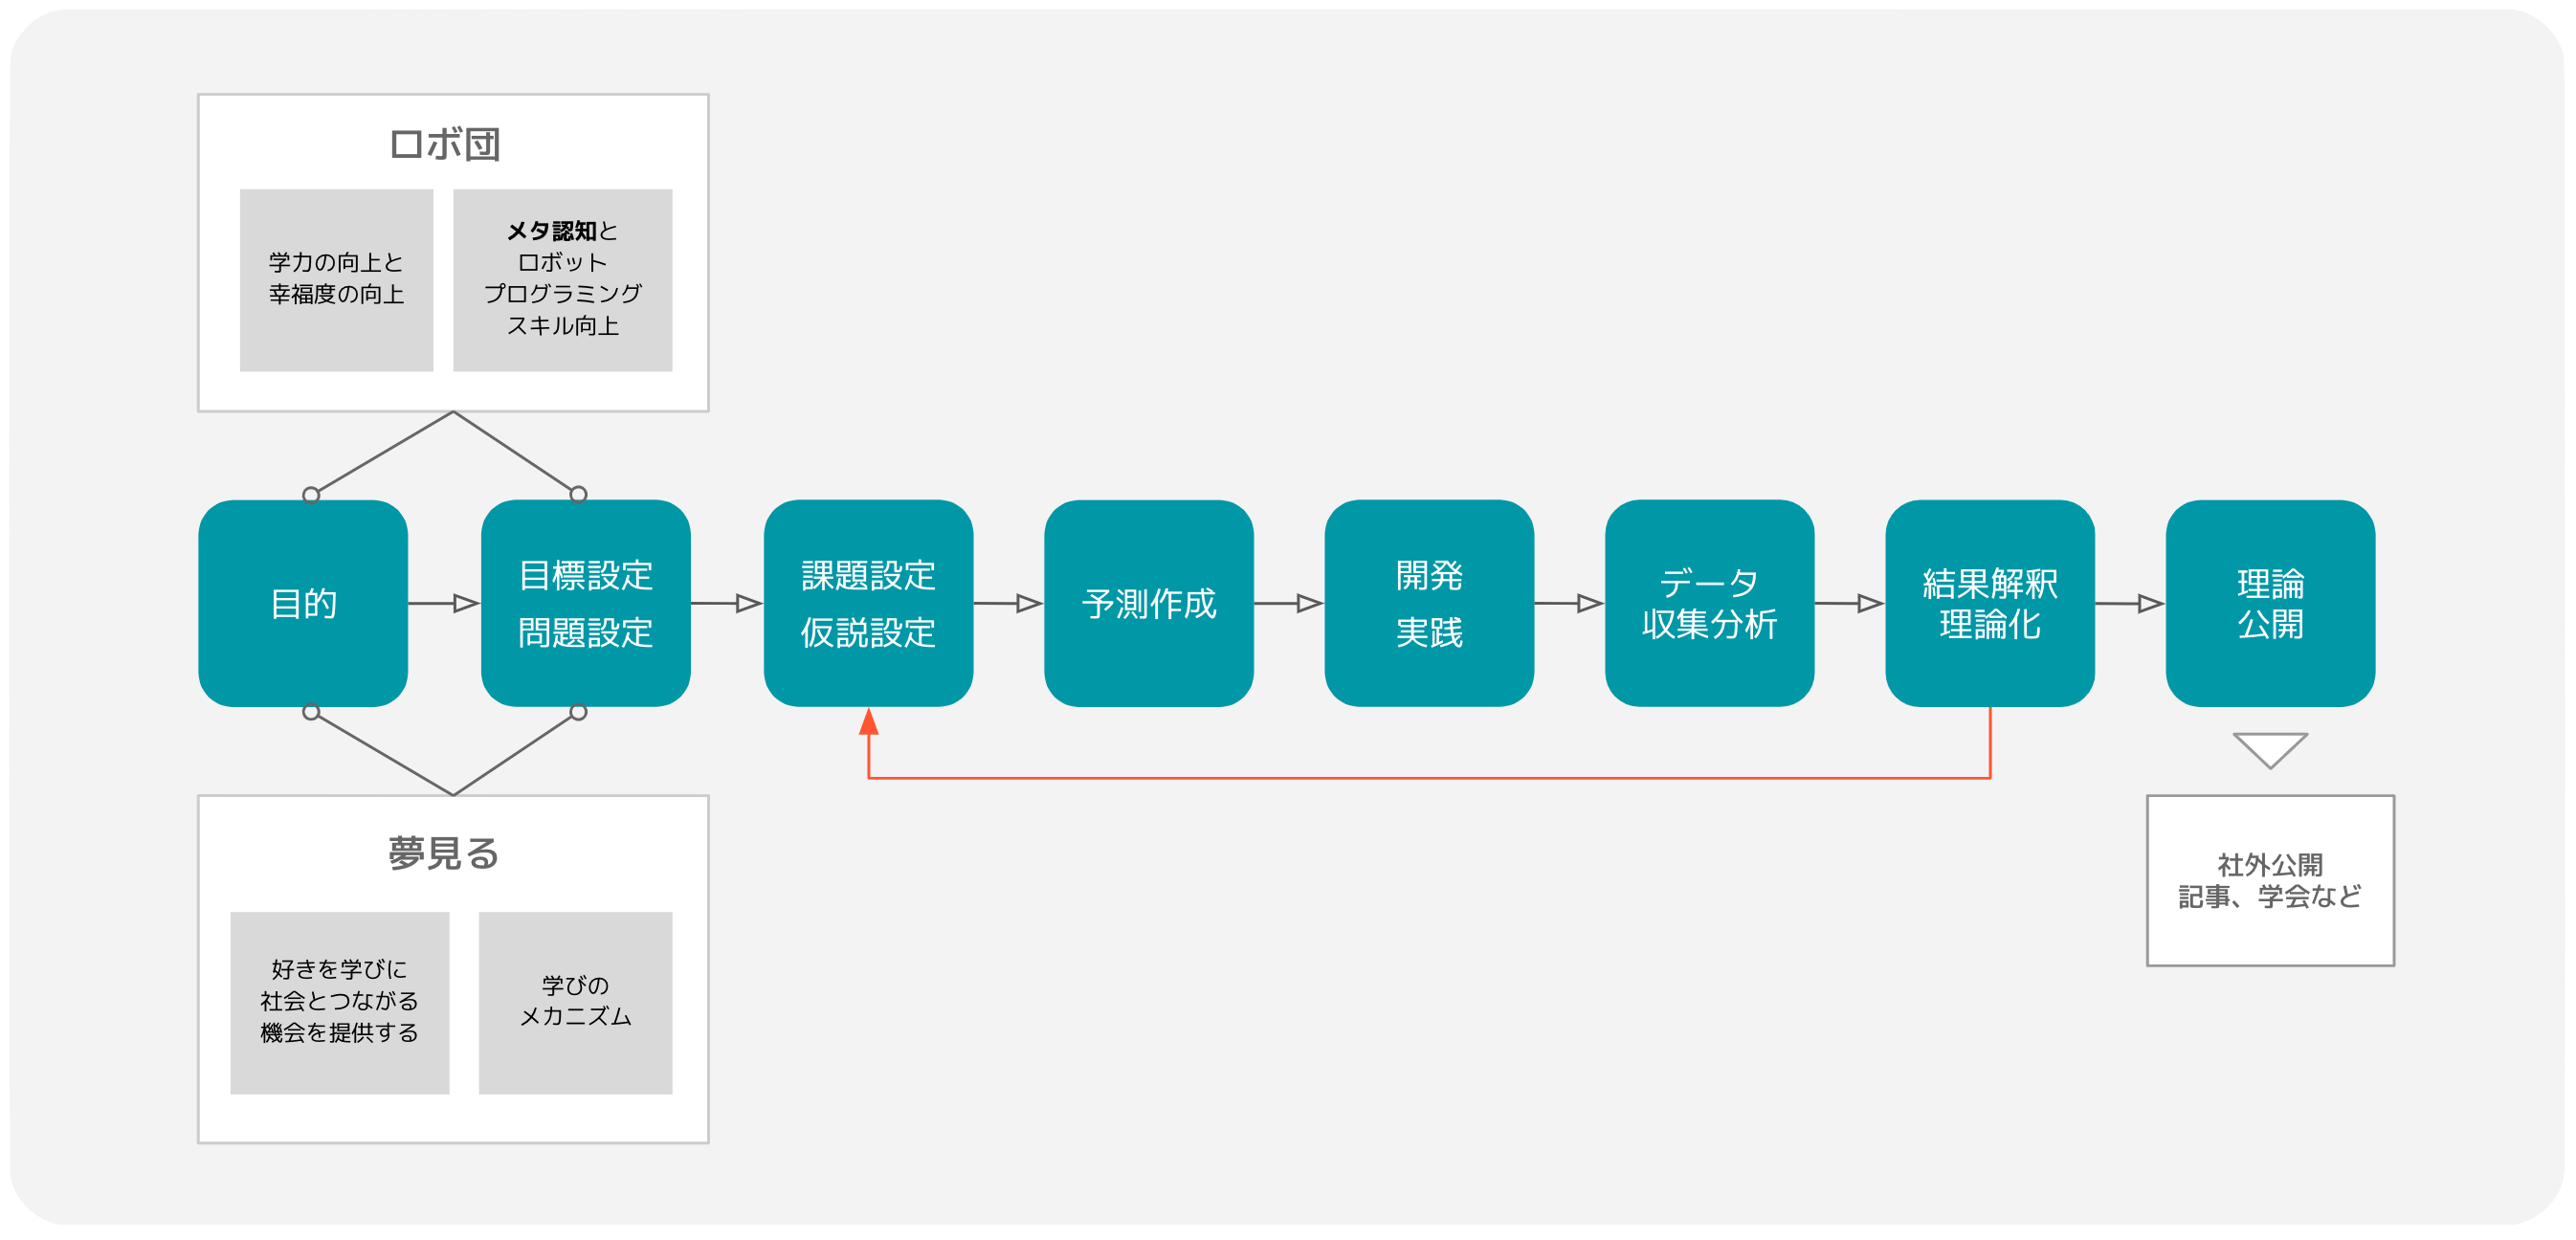 ロボ団
学力の向上と
幸福度の向上
メタ認知と
ロボット
プログラミング
スキル向上
目的
目標設定
問題設定
課題設定
仮説設定
予測作成
開発
実践
データ
収集分析
結果解釈
理論化
理論
公開
夢見る
好きを学びに
社会とつながる
機会を提供する
学びの
メカニズム
社外公開
記事、学会など